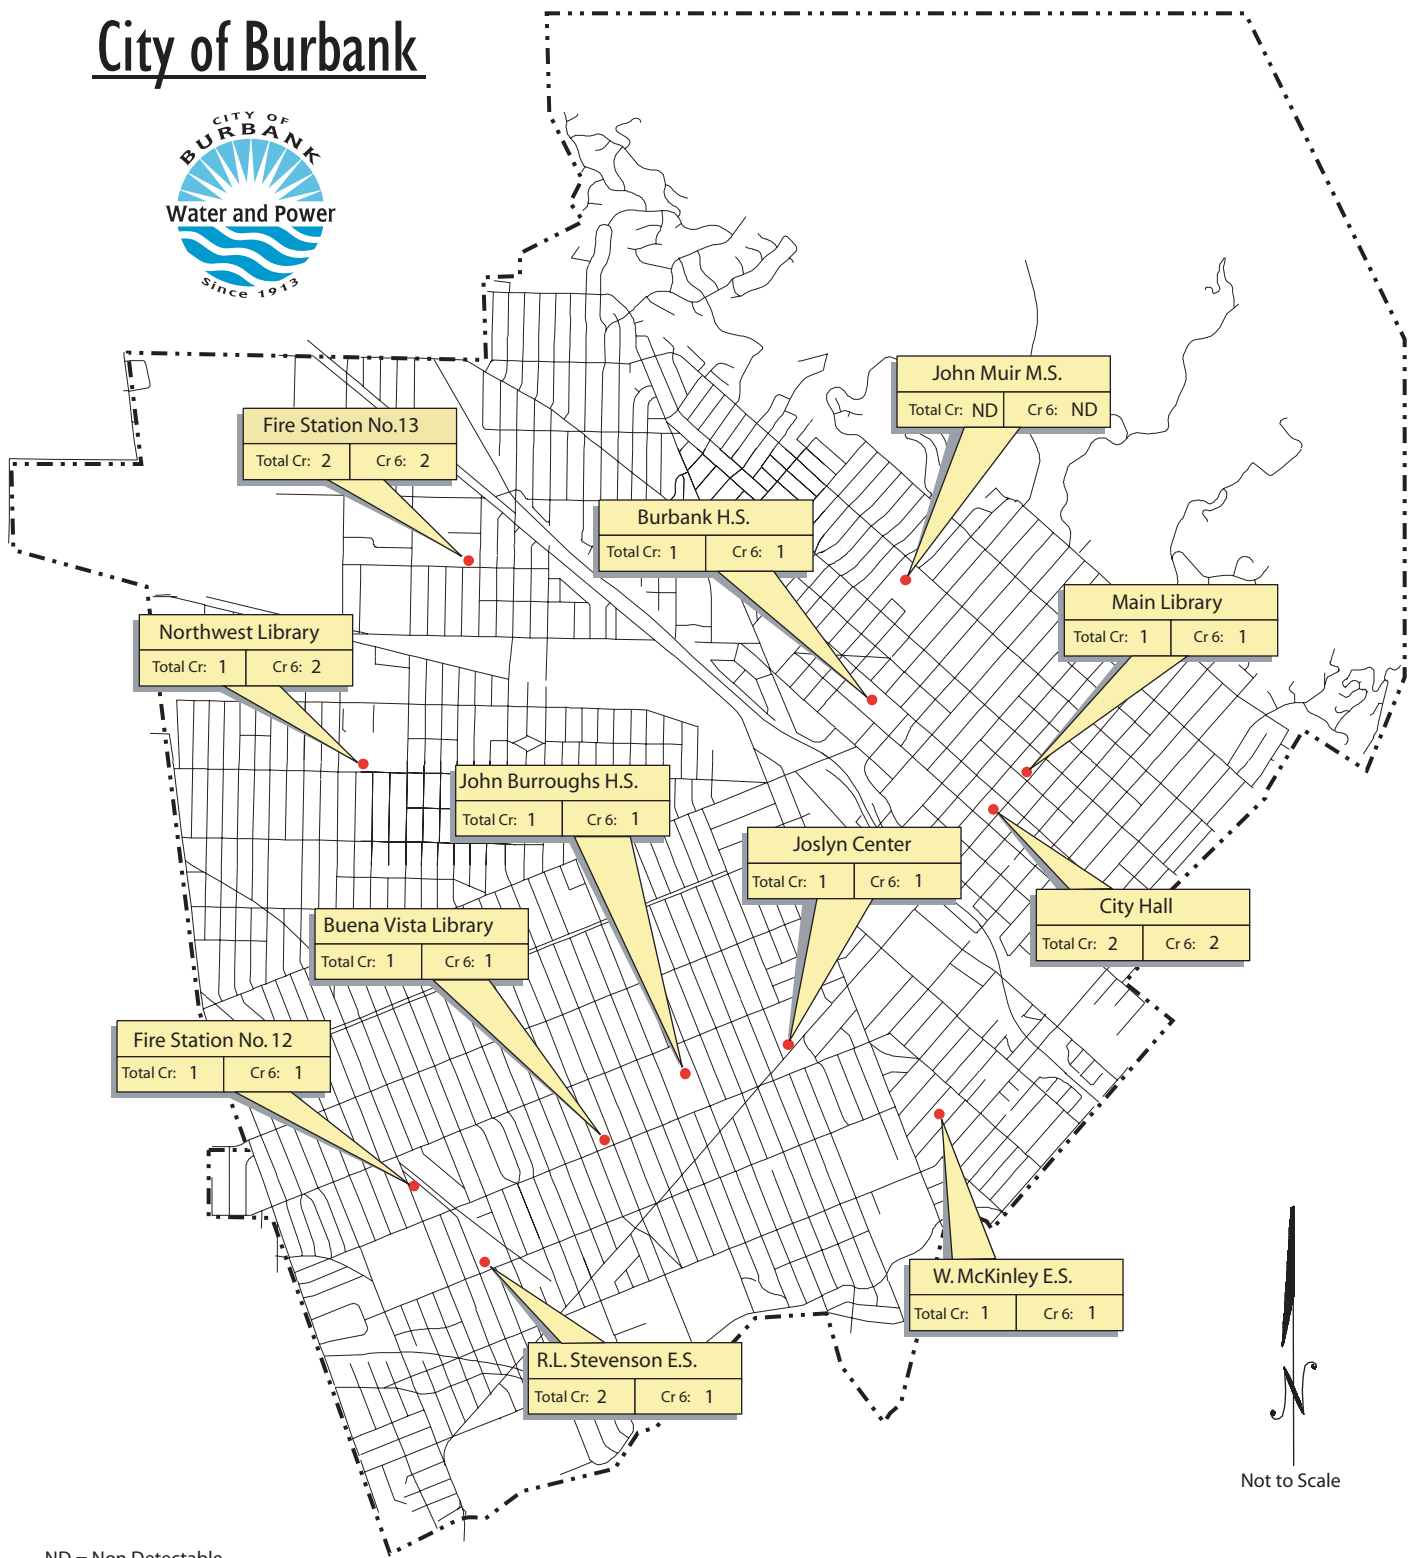 City of Burbank
CITY OF
BURBANK
Water and Power
Since 1913
John Muir M.S.
Total Cr: ND Cr 6: ND
Fire Station No.13
Total Cr: 2 Cr 6: 2
Burbank H.S.
Total Cr: 1 Cr 6: 1
Main Library
Total Cr: 1 Cr 6: 1
Northwest Library
Total Cr: 1 Cr 6: 2
John Burroughs H.S.
Total Cr: 1 Cr 6: 1
Joslyn Center
Total Cr: 1 Cr 6: 1
City Hall
Total Cr: 2 Cr 6: 2
Buena Vista Library
Total Cr: 1 Cr 6: 1
Fire Station No. 12
Total Cr: 1 Cr 6: 1
W. McKinley E.S.
Total Cr: 1 Cr 6: 1
R.L. Stevenson E.S.
Total Cr: 2 Cr 6: 1
N
Not to Scale
ND = Non Detectable